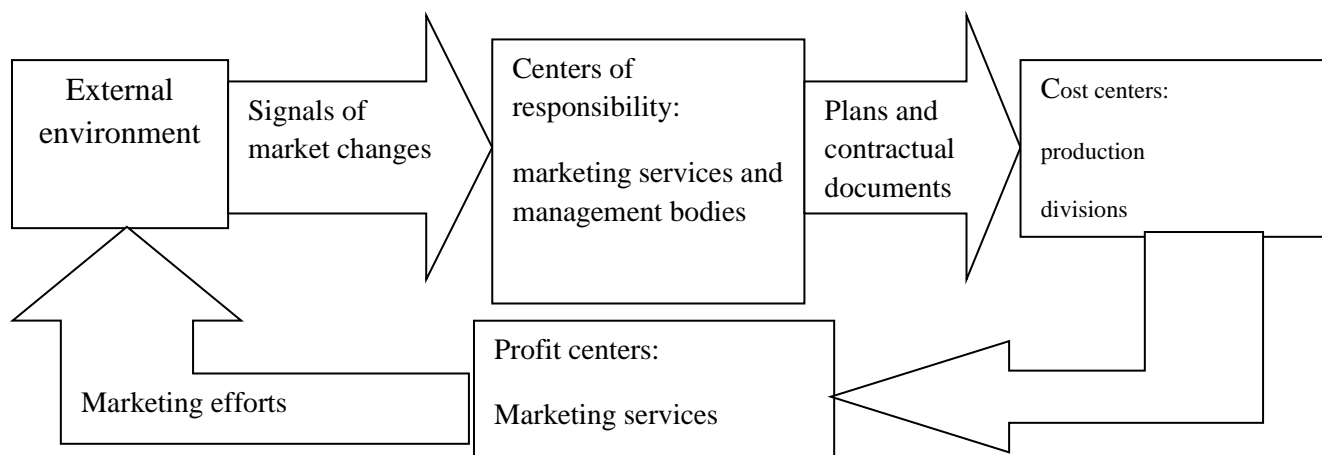 External
environment
Signals of
market changes
Centers of
responsibility:
marketing services and
management bodies
Plans and
contractual
documents
Cost centers:
production
divisions
Profit centers:
Marketing services
Marketing efforts